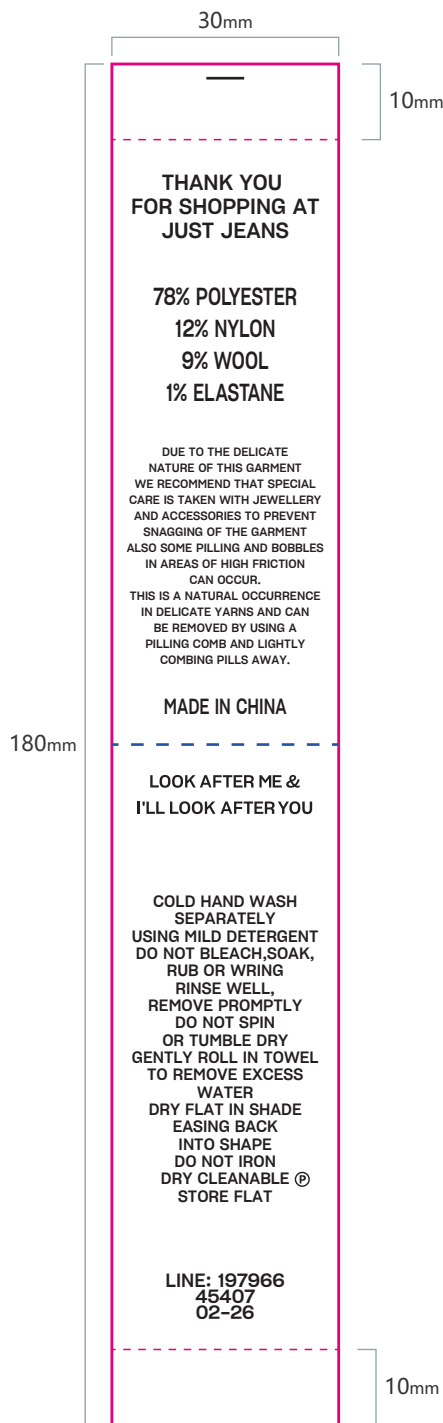 30mm
10mm
THANK YOU
FOR SHOPPING AT
JUST JEANS
78% POLYESTER
12% NYLON
9% WOOL
1% ELASTANE
DUE TO THE DELICATE
NATURE OF THIS GARMENT
WE RECOMMEND THAT SPECIAL
CARE IS TAKEN WITH JEWELLERY
AND ACCESSORIES TO PREVENT
SNAGGING OF THE GARMENT
ALSO SOME PILLING AND BOBBLES
IN AREAS OF HIGH FRICTION
CAN OCCUR.
THIS IS A NATURAL OCCURRENCE
IN DELICATE YARNS AND CAN
BE REMOVED BY USING A
PILLING COMB AND LIGHTLY
COMBING PILLS AWAY.
MADE IN CHINA
180mm
LOOK AFTER ME &
I'LL LOOK AFTER YOU
COLD HAND WASH
SEPARATELY
USING MILD DETERGENT
DO NOT BLEACH,SOAK,
RUB OR WRING
RINSE WELL,
REMOVE PROMPTLY
DO NOT SPIN
OR TUMBLE DRY
GENTLY ROLL IN TOWEL
TO REMOVE EXCESS
WATER
DRY FLAT IN SHADE
EASING BACK
INTO SHAPE
DO NOT IRON
DRY CLEANABLE Ⓟ
STORE FLAT
LINE: 197966
45407
02-26
10mm